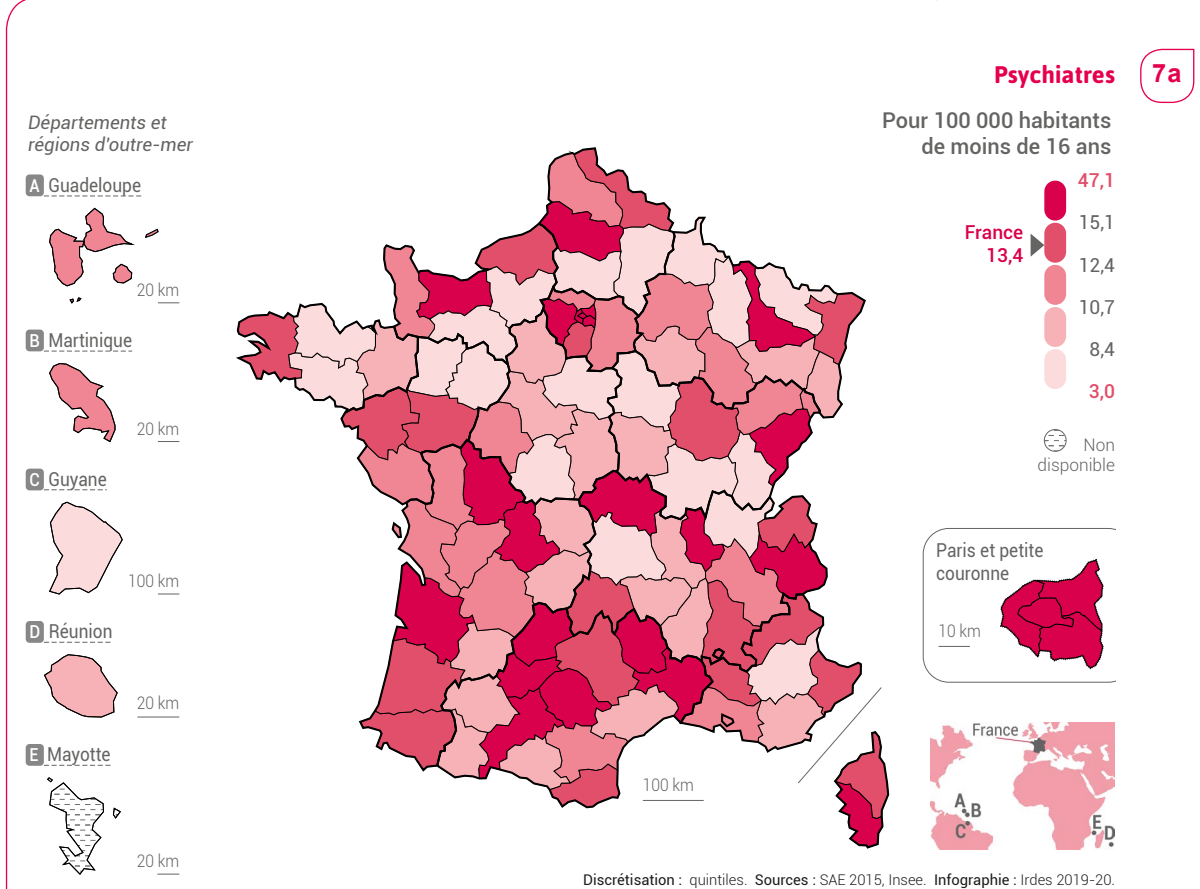 Psychiatres
7a
Pour 100 000 habitants
de moins de 16 ans
47,1
15,1
France
13,4
12,4
10,7
8,4
3,0
Non
disponible
Départements et
régions d'outre-mer
A Guadeloupe
20 km
B Martinique
20 km
C Guyane
100 km
D Réunion
20 km
E Mayotte
20 km
Paris et petite
couronne
10 km
100 km
France
A
B
C
E
D
Discrétisation : quintiles. Sources : SAE 2015, Insee. Infographie : Irdes 2019-20.